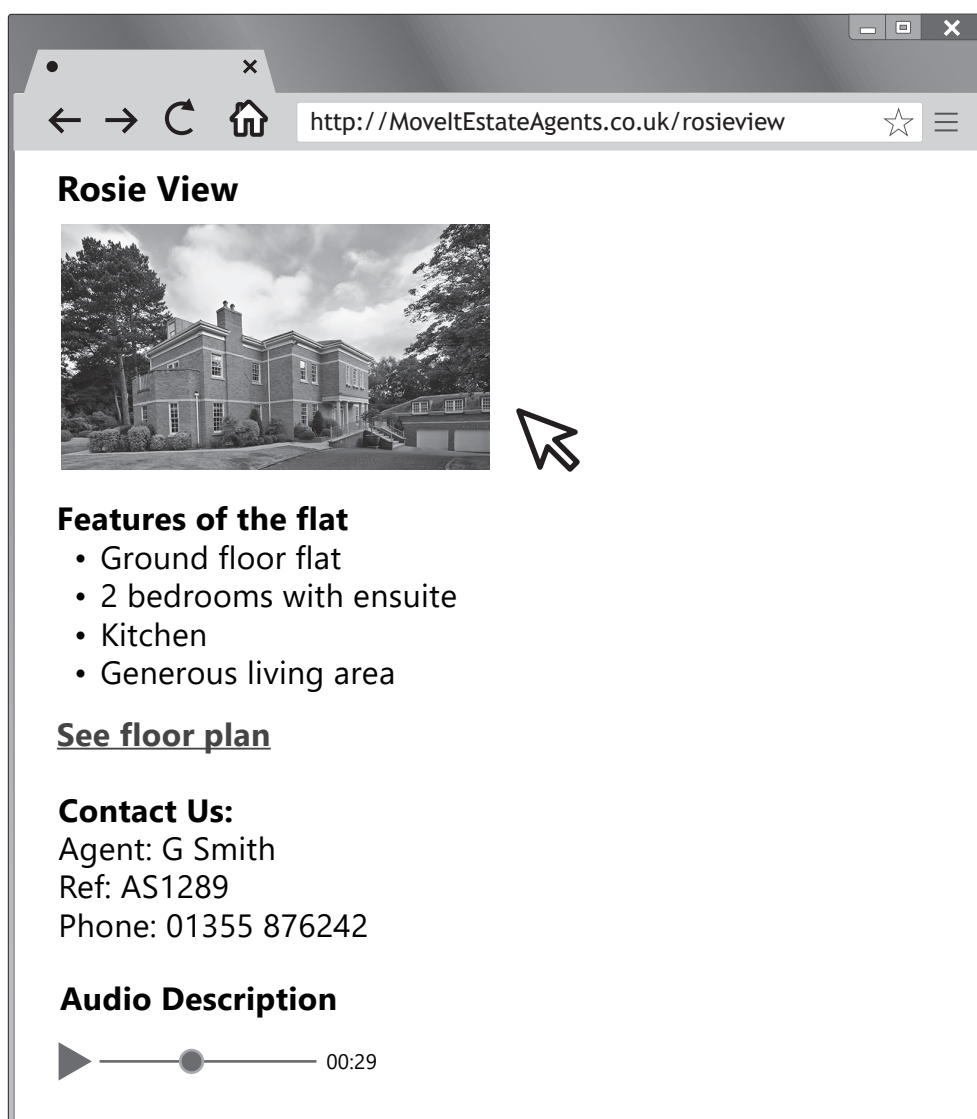 http://MoveItEstateAgents.co.uk/rosieview
Rosie View
Features of the flat
• Ground floor flat
• 2 bedrooms with ensuite
• Kitchen
• Generous living area
See floor plan
Contact Us:
Agent: G Smith
Ref: AS1289
Phone: 01355 876242
Audio Description
00:29